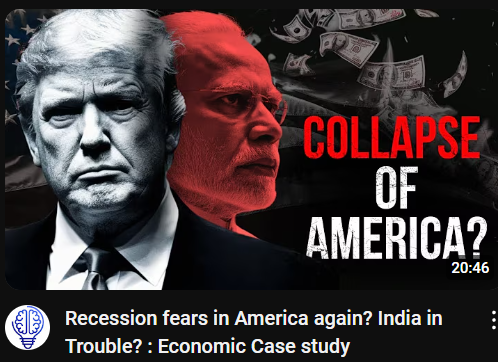 COLLAPSE
OF
AMERICA?
20:46
Recession fears in America again? India in
Trouble? : Economic Case study